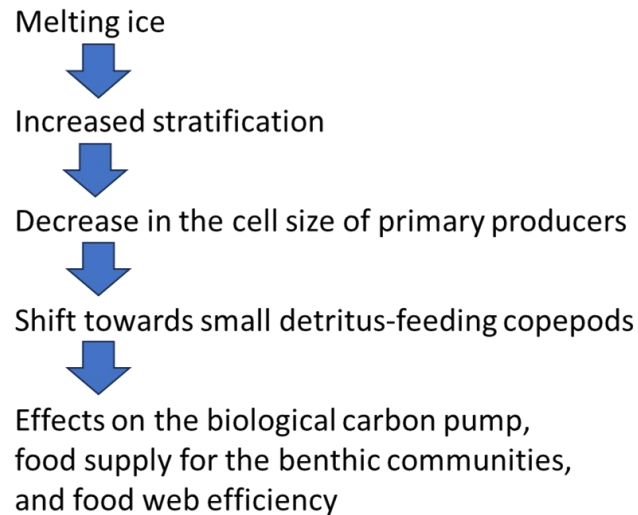 Melting ice
Increased stratification
Decrease in the cell size of primary producers
Shift towards small detritus-feeding copepods
Effects on the biological carbon pump,
food supply for the benthic communities,
and food web efficiency